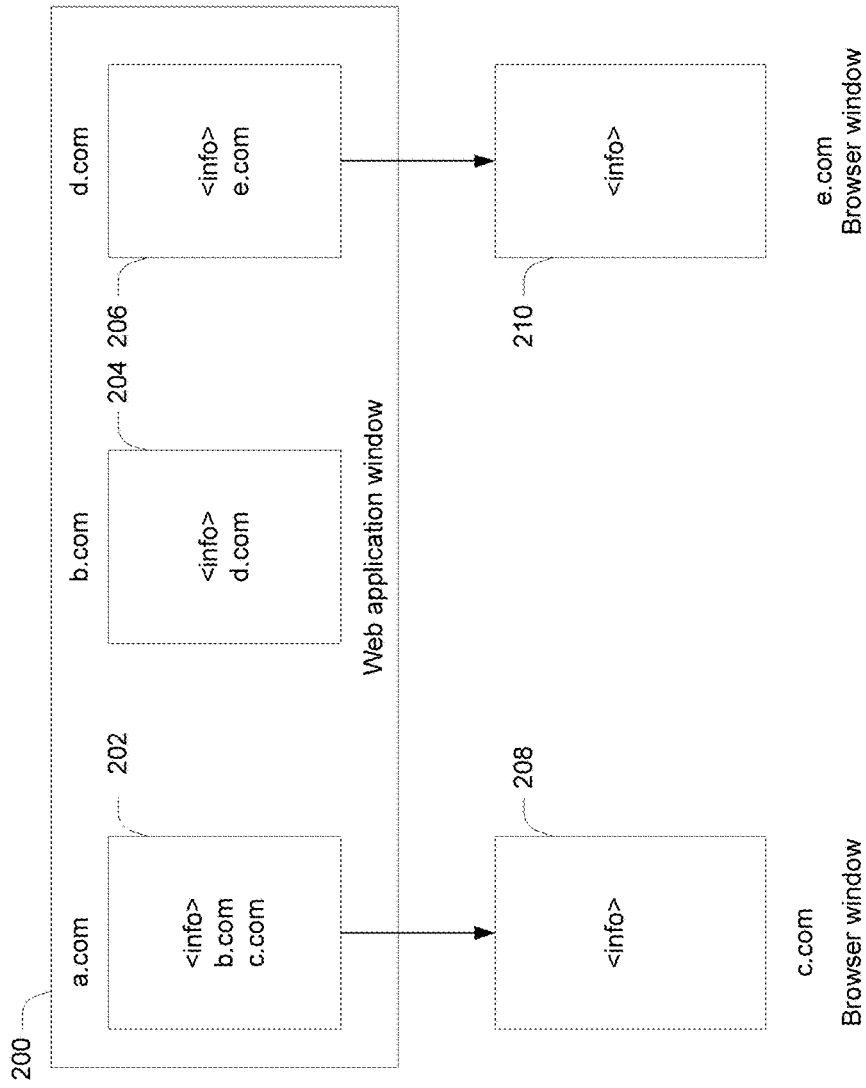 200
a.com
b.com
d.com
202
204
206
<info>
b.com
c.com
<info>
d.com
<info>
e.com
Web application window
208
210
<info>
<info>
c.com
Browser window
e.com
Browser window